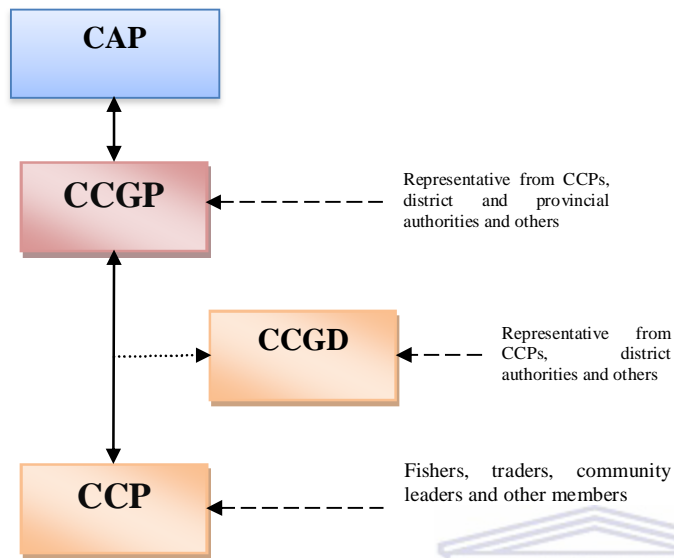 CAP
CCGP
Representative from CCPs,
district and provincial
authorities and others
CCGD
Representative from
CCPs, district
authorities and others
CCP
Fishers, traders, community
leaders and other members